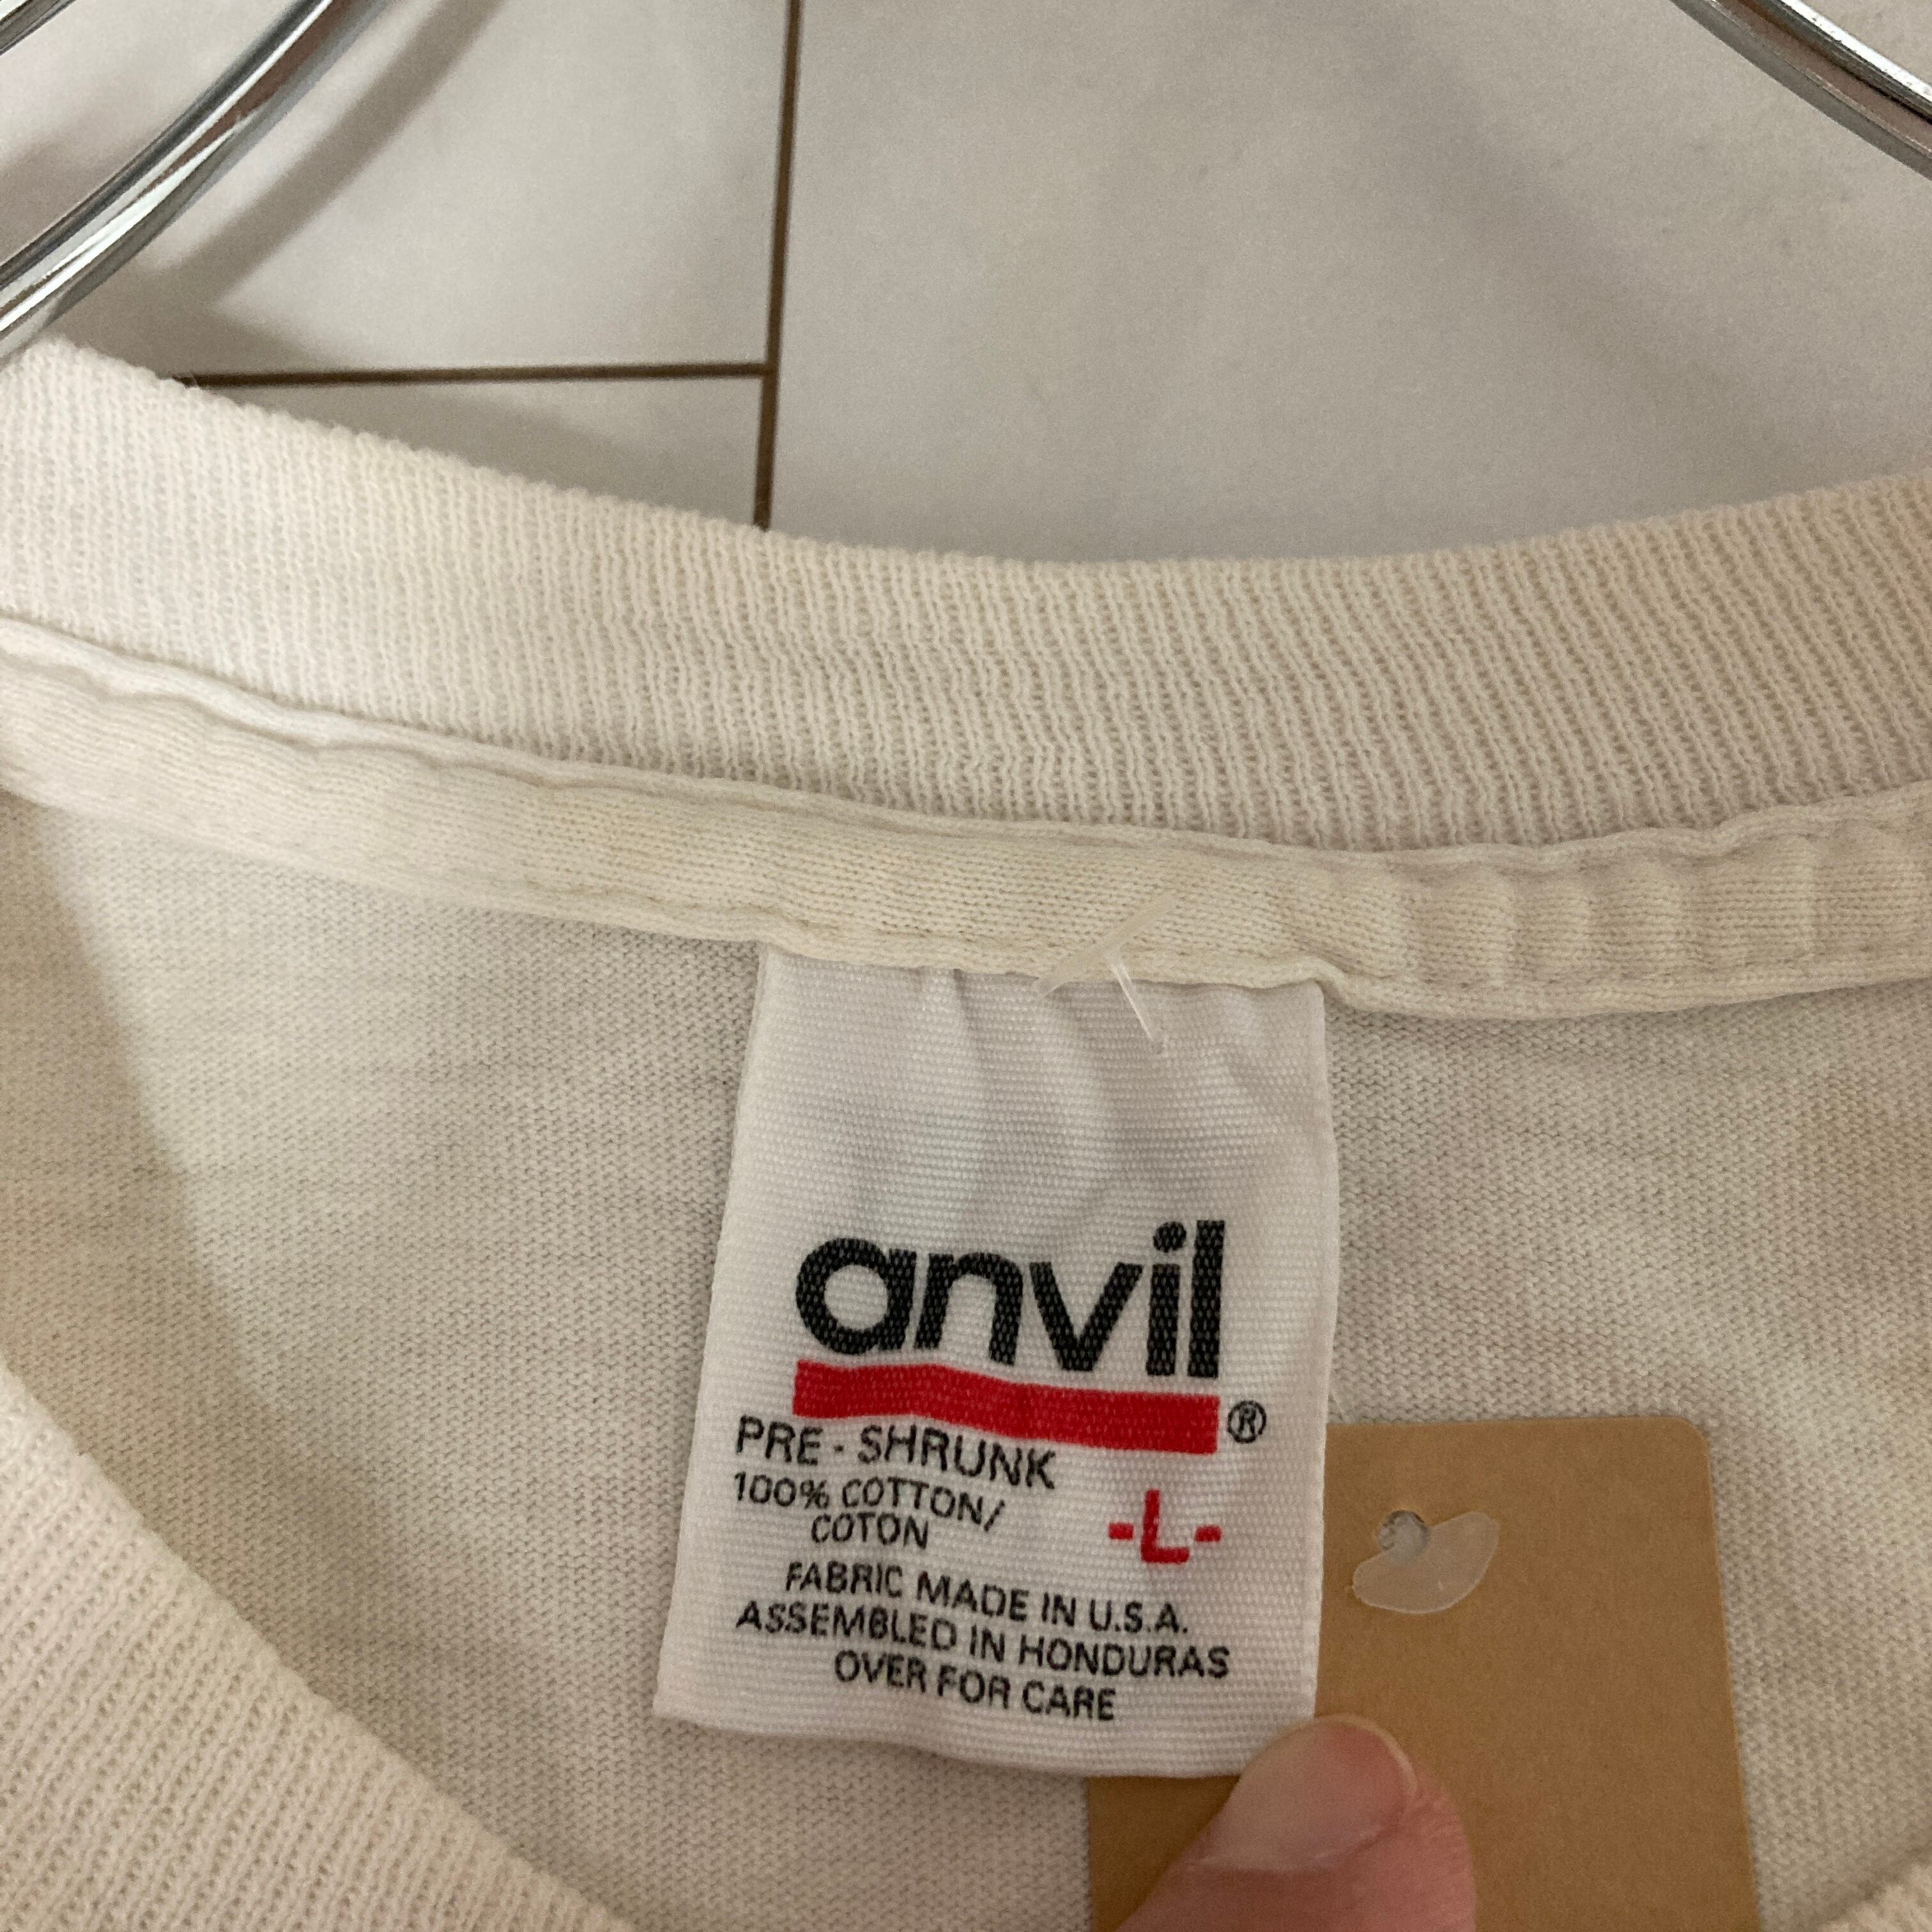 anvil®
PRE-SHRUNK
100% COTTON/
COTON
-L-
FABRIC MADE IN U.S.A.
ASSEMBLED IN HONDURAS
OVER FOR CARE